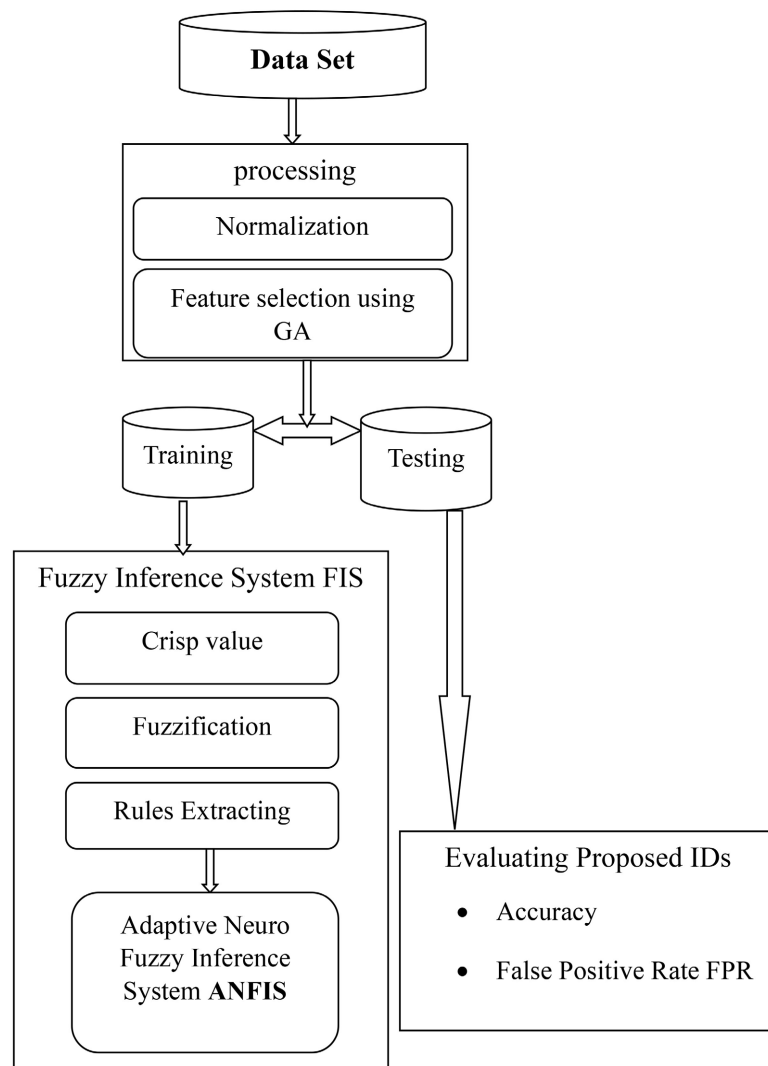 Data Set
processing
Normalization
Feature selection using
GA
Training
Testing
Fuzzy Inference System FIS
Crisp value
Fuzzification
Rules Extracting
Adaptive Neuro
Fuzzy Inference
System ANFIS
Evaluating Proposed IDs
• Accuracy
• False Positive Rate FPR